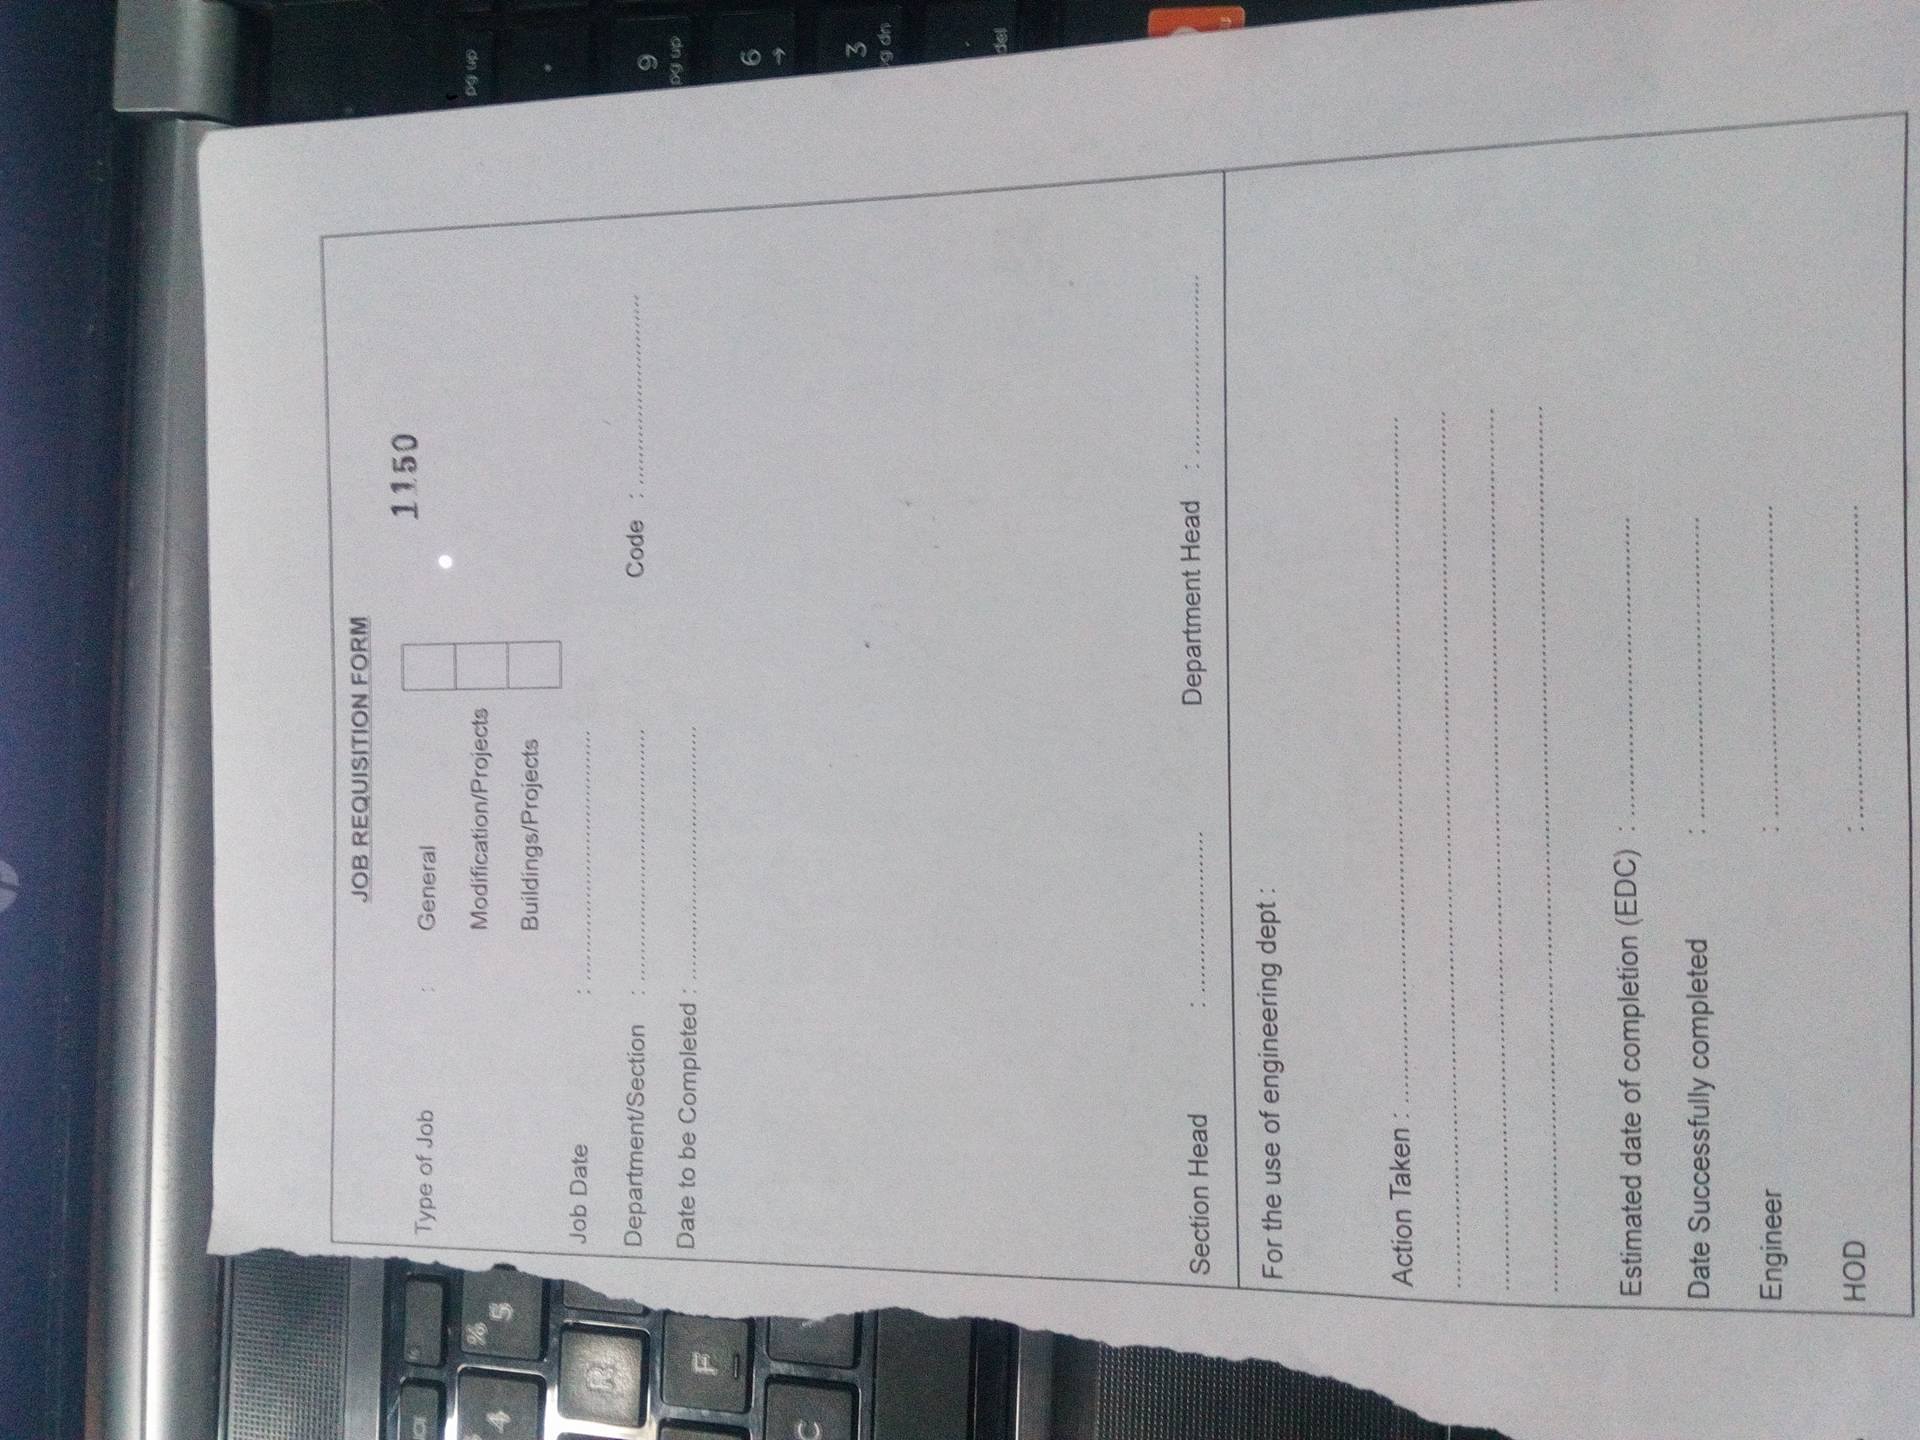 JOB REQUISITION FORM
1150
Type of Job : General
Modification/Projects
Buildings/Projects
Job Date : ....................................
Department/Section : .................................... Code : ............................
Date to be Completed : ....................................
Section Head : ...................... Department Head : ........................
For the use of engineering dept :
Action Taken : ....................................................................................
..............................................................................................................
..............................................................................................................
..............................................................................................................
Estimated date of completion (EDC) : ......................................
Date Successfully completed : ......................................
Engineer : .......................................
HOD : .......................................
4
%
5
R
F
C
pg up
9
pg up
6
→
3
g dn
.
del